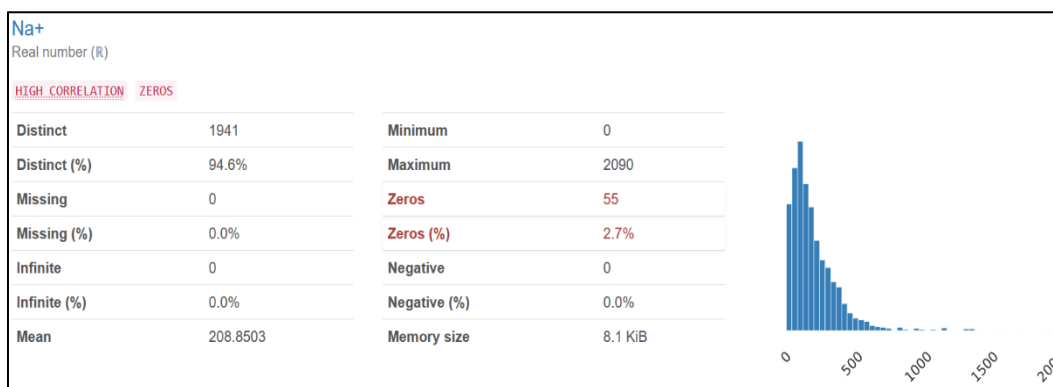 Na+
Real number (ℝ)
HIGH CORRELATION ZEROS
Distinct 1941
Distinct (%) 94.6%
Missing 0
Missing (%) 0.0%
Infinite 0
Infinite (%) 0.0%
Mean 208.8503
Minimum 0
Maximum 2090
Zeros 55
Zeros (%) 2.7%
Negative 0
Negative (%) 0.0%
Memory size 8.1 KiB
0 500 1000 1500